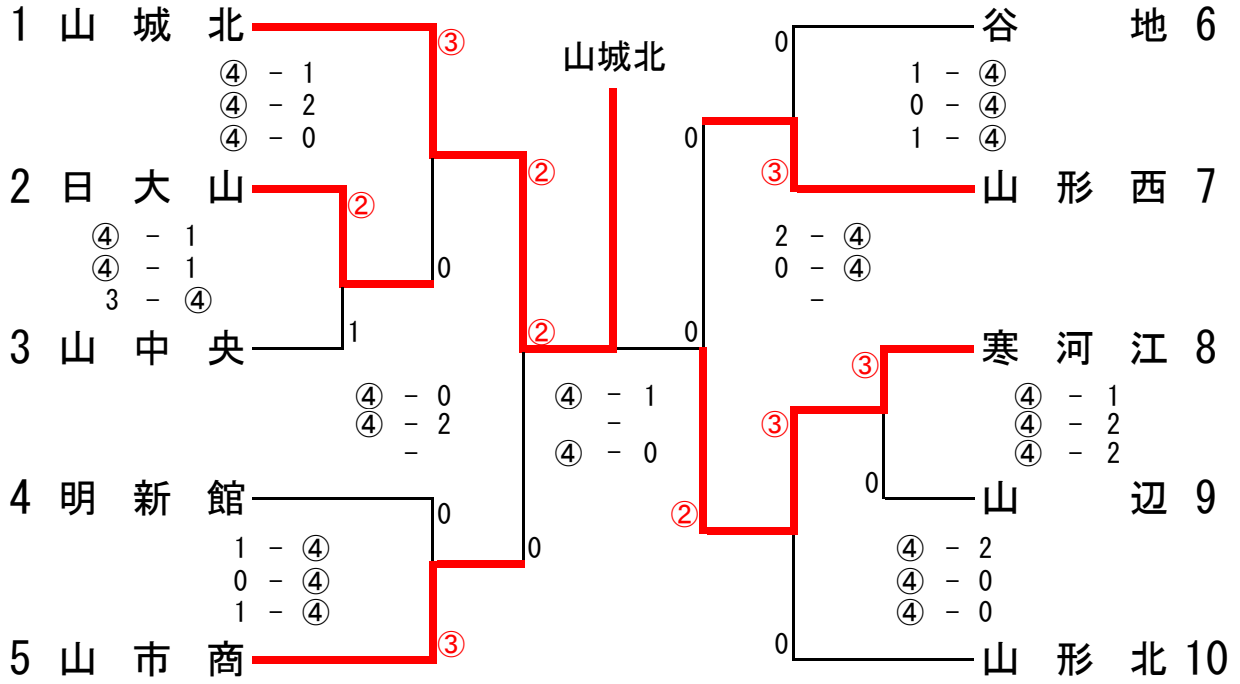 1 山城北
③
④ - 1
④ - 2
④ - 0
2 日大山
②
④ - 1
④ - 1
3 - ④
0
3 山中央
1
②
②
④ - 0
④ - 2
-
4 明新館
0
1 - ④
0 - ④
1 - ④
0
5 山市商
③
山城北
④ - 1
-
④ - 0
0
谷地 6
0
1 - ④
0 - ④
1 - ④
0
③
山形西 7
2 - ④
0 - ④
-
寒河江 8
③
④ - 1
④ - 2
④ - 2
③
0
山辺 9
②
④ - 2
④ - 0
④ - 0
0
山形北 10